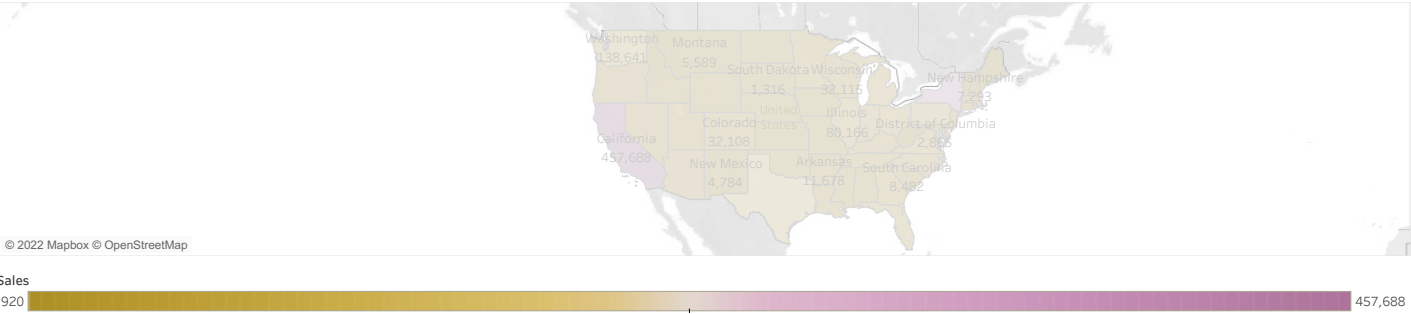 Washington
138,641
Montana
5,589
South Dakota
1,316
Wisconsin
32,115
New Hampshire
7,293
United
States
Illinois
80,166
District of Columbia
2,865
Colorado
32,108
California
457,688
New Mexico
4,784
Arkansas
11,678
South Carolina
8,482
© 2022 Mapbox © OpenStreetMap
Sales
920
457,688